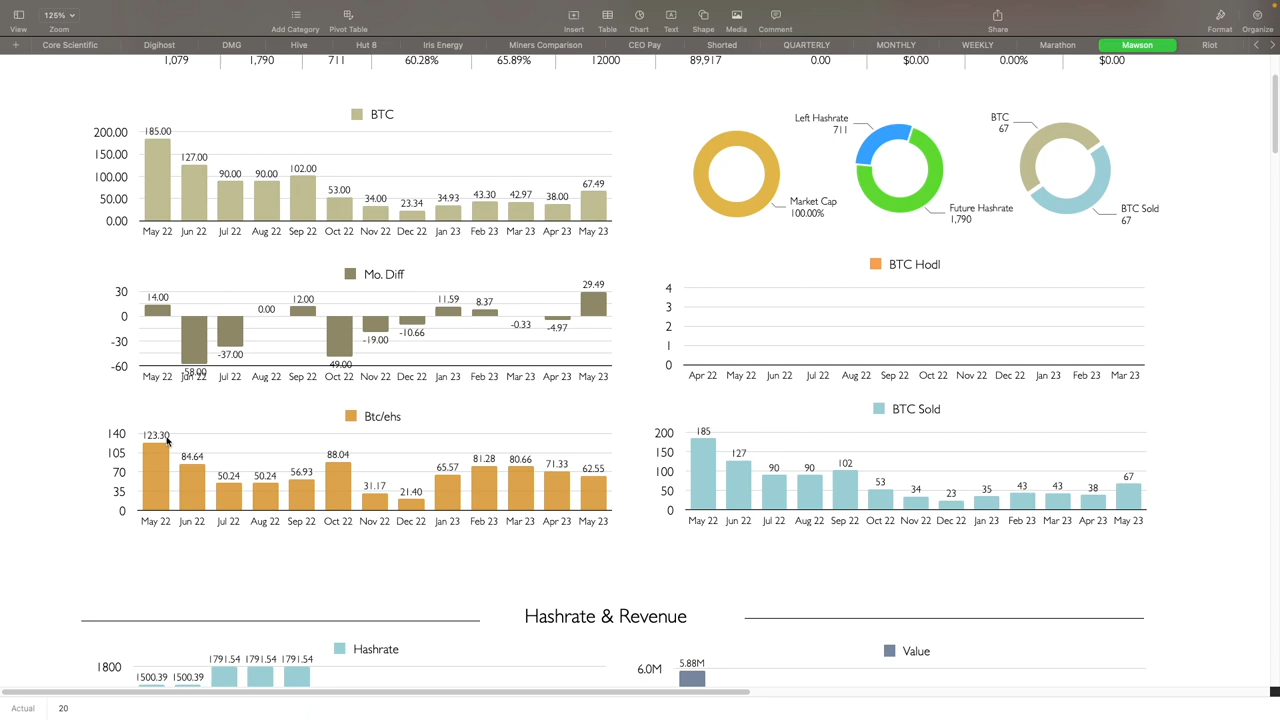 125%
View
Zoom
Add Category
Pivot Table
Insert
Table
Chart
Text
Shape
Media
Comment
Share
Format
Organize
Core Scientific
Digihost
DMG
Hive
Hut 8
Iris Energy
Miners Comparison
CEO Pay
Shorted
QUARTERLY
MONTHLY
WEEKLY
Marathon
Mawson
Riot
1,079 1,790 711 60.28% 65.89% 12000 89,917 0.00 $0.00 0.00% $0.00
BTC
200.00
150.00
100.00
50.00
0.00
185.00 127.00 90.00 90.00 102.00 53.00 34.00 23.34 34.93 43.30 42.97 38.00 67.49
May 22 Jun 22 Jul 22 Aug 22 Sep 22 Oct 22 Nov 22 Dec 22 Jan 23 Feb 23 Mar 23 Apr 23 May 23
Market Cap
100.00%
Left Hashrate
711
Future Hashrate
1,790
BTC
67
BTC Sold
67
Mo. Diff
30
0
-30
-60
14.00 -58.00 -37.00 0.00 12.00 -49.00 -19.00 -10.66 11.59 8.37 -0.33 -4.97 29.49
May 22 Jun 22 Jul 22 Aug 22 Sep 22 Oct 22 Nov 22 Dec 22 Jan 23 Feb 23 Mar 23 Apr 23 May 23
BTC Hodl
4
3
2
1
0
Apr 22 May 22 Jun 22 Jul 22 Aug 22 Sep 22 Oct 22 Nov 22 Dec 22 Jan 23 Feb 23 Mar 23
Btc/ehs
140
105
70
35
0
123.30 84.64 50.24 50.24 56.93 88.04 31.17 21.40 65.57 81.28 80.66 71.33 62.55
May 22 Jun 22 Jul 22 Aug 22 Sep 22 Oct 22 Nov 22 Dec 22 Jan 23 Feb 23 Mar 23 Apr 23 May 23
BTC Sold
200
150
100
50
0
185 127 90 90 102 53 34 23 35 43 43 38 67
May 22 Jun 22 Jul 22 Aug 22 Sep 22 Oct 22 Nov 22 Dec 22 Jan 23 Feb 23 Mar 23 Apr 23 May 23
Hashrate & Revenue
Hashrate
1800
1500.39 1500.39 1791.54 1791.54 1791.54
Value
6.0M
5.88M
Actual 20